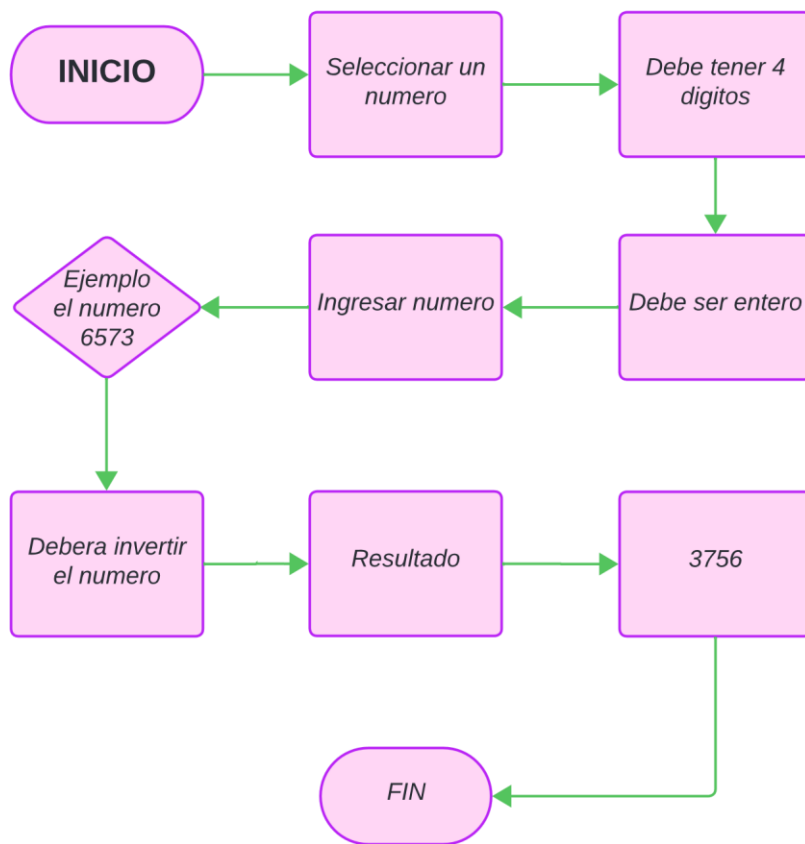 INICIO
Seleccionar un
numero
Debe tener 4
digitos
Debe ser entero
Ingresar numero
Ejemplo
el numero
6573
Debera invertir
el numero
Resultado
3756
FIN